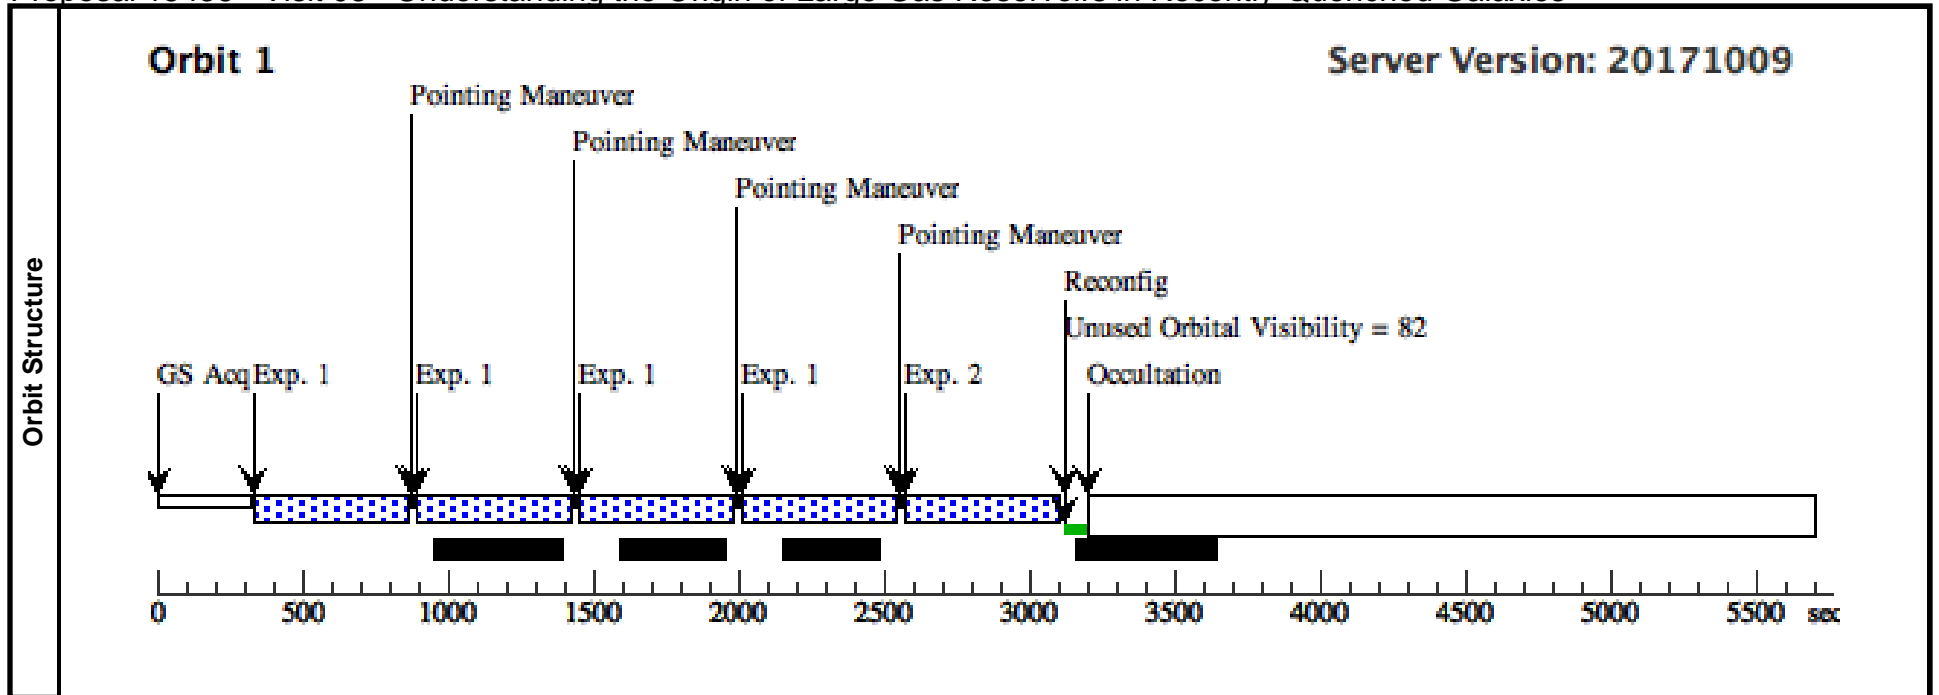 Orbit 1
Server Version: 20171009
Pointing Maneuver
Pointing Maneuver
Pointing Maneuver
Pointing Maneuver
Reconfig
Unused Orbital Visibility = 82
GS Acq Exp. 1 Exp. 1 Exp. 1 Exp. 1 Exp. 2 Occultation
Orbit Structure
0 500 1000 1500 2000 2500 3000 3500 4000 4500 5000 5500 sec